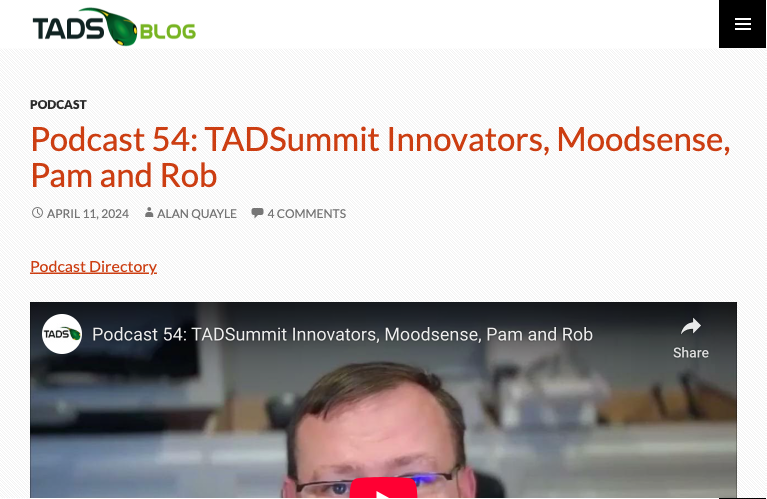 TADS BLOG
PODCAST
Podcast 54: TADSummit Innovators, Moodsense,
Pam and Rob
APRIL 11, 2024 ALAN QUAYLE 4 COMMENTS
Podcast Directory
TADS Podcast 54: TADSummit Innovators, Moodsense, Pam and Rob
Share